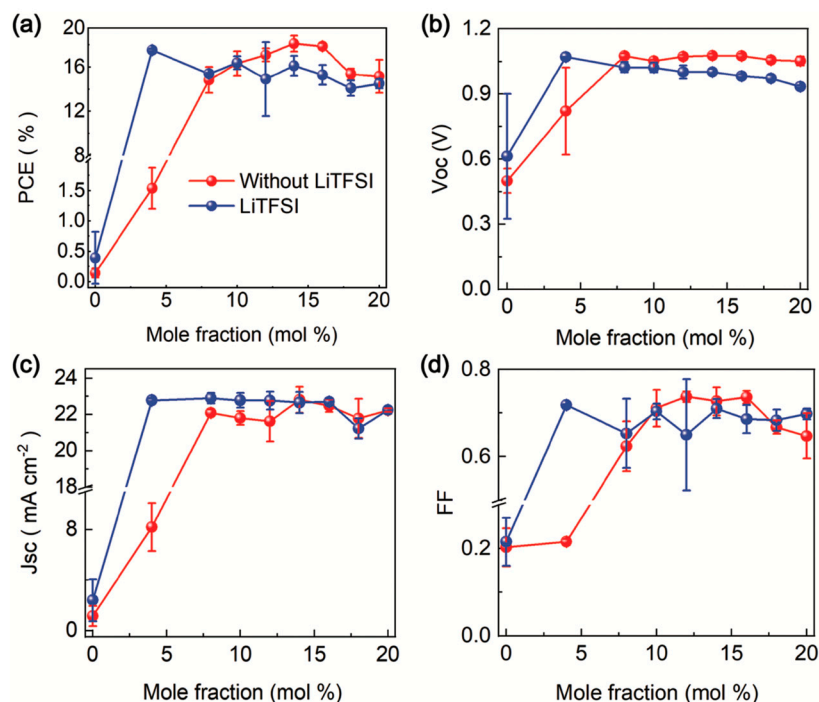 (a)
20
18
16
14
12
8
1.5
0.5
0.0
PCE ( % )
Without LiTFSI
LiTFSI
0 5 10 15 20
Mole fraction (mol %)
(b)
1.2
0.9
0.6
0.3
0.0
Voc (V)
0 5 10 15 20
Mole fraction (mol %)
(c)
24
22
20
18
8
0
Jsc ( mA cm⁻²)
0 5 10 15 20
Mole fraction (mol %)
(d)
0.8
0.6
0.2
0.0
FF
0 5 10 15 20
Mole fraction (mol %)